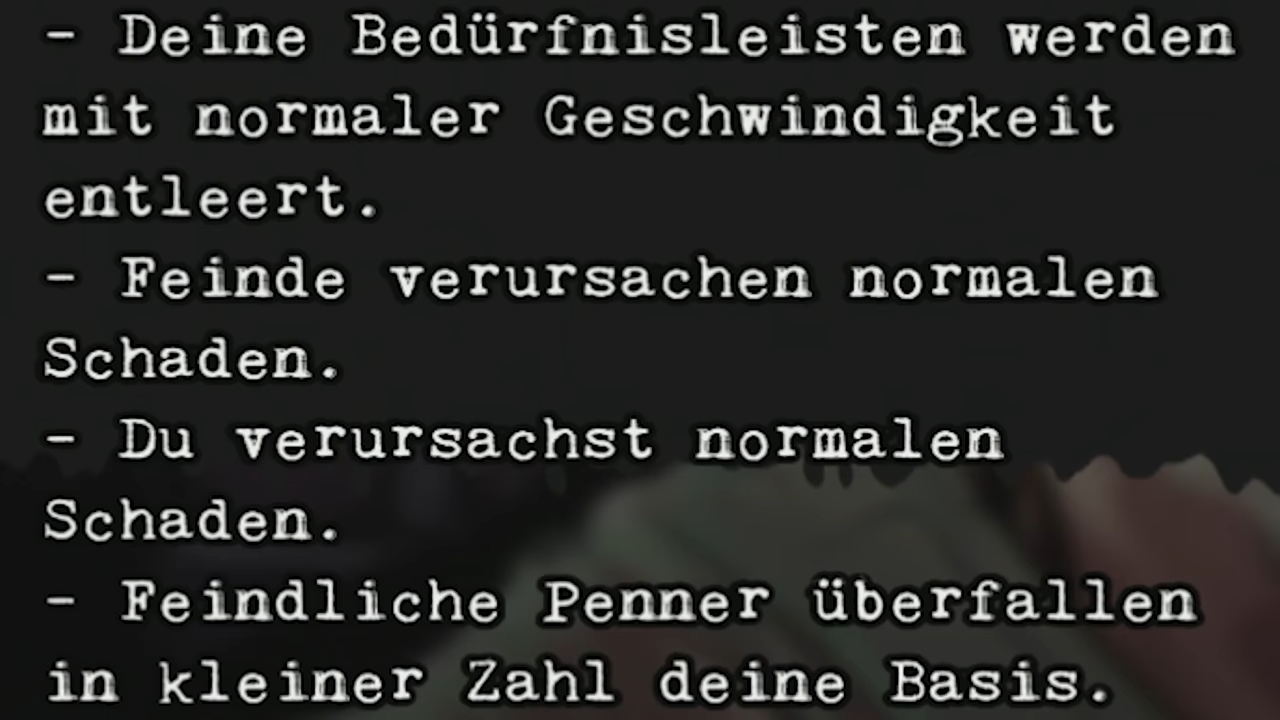 - Deine Bedürfnisleisten werden
mit normaler Geschwindigkeit
entleert.
- Feinde verursachen normalen
Schaden.
- Du verursachst normalen
Schaden.
- Feindliche Penner überfallen
in kleiner Zahl deine Basis.